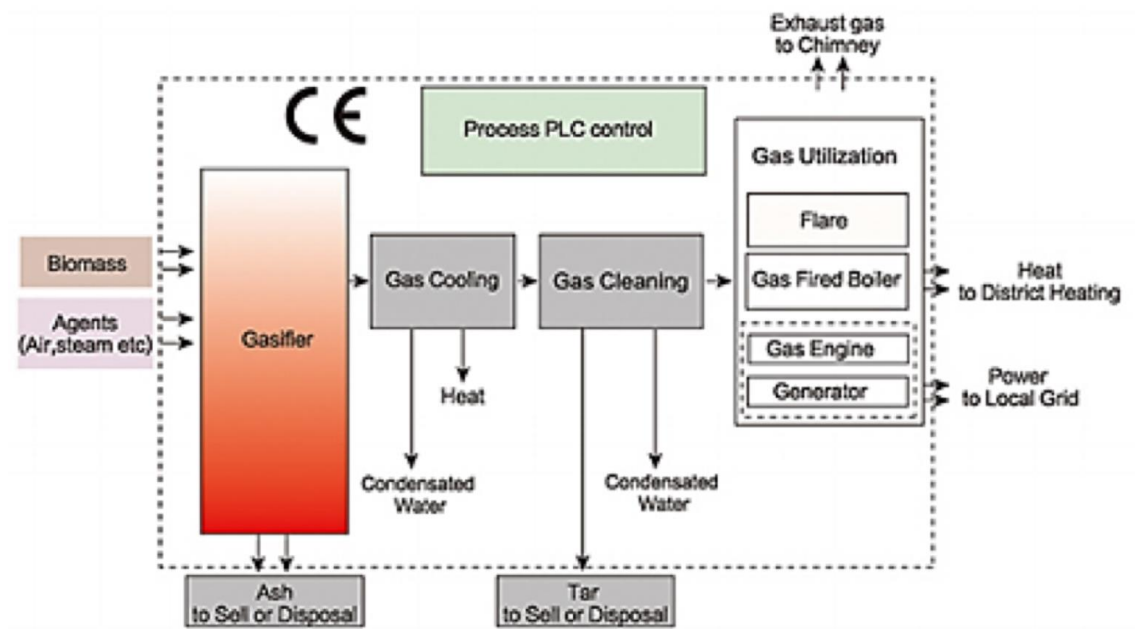 Exhaust gas
to Chimney
CE
Process PLC control
Gas Utilization
Flare
Biomass
Gas Cooling
Gas Cleaning
Gas Fired Boiler
Heat
to District Heating
Agents
(Air,steam etc)
Gasifier
Gas Engine
Generator
Power
to Local Grid
Heat
Condensated
Water
Condensated
Water
Ash
to Sell or Disposal
Tar
to Sell or Disposal